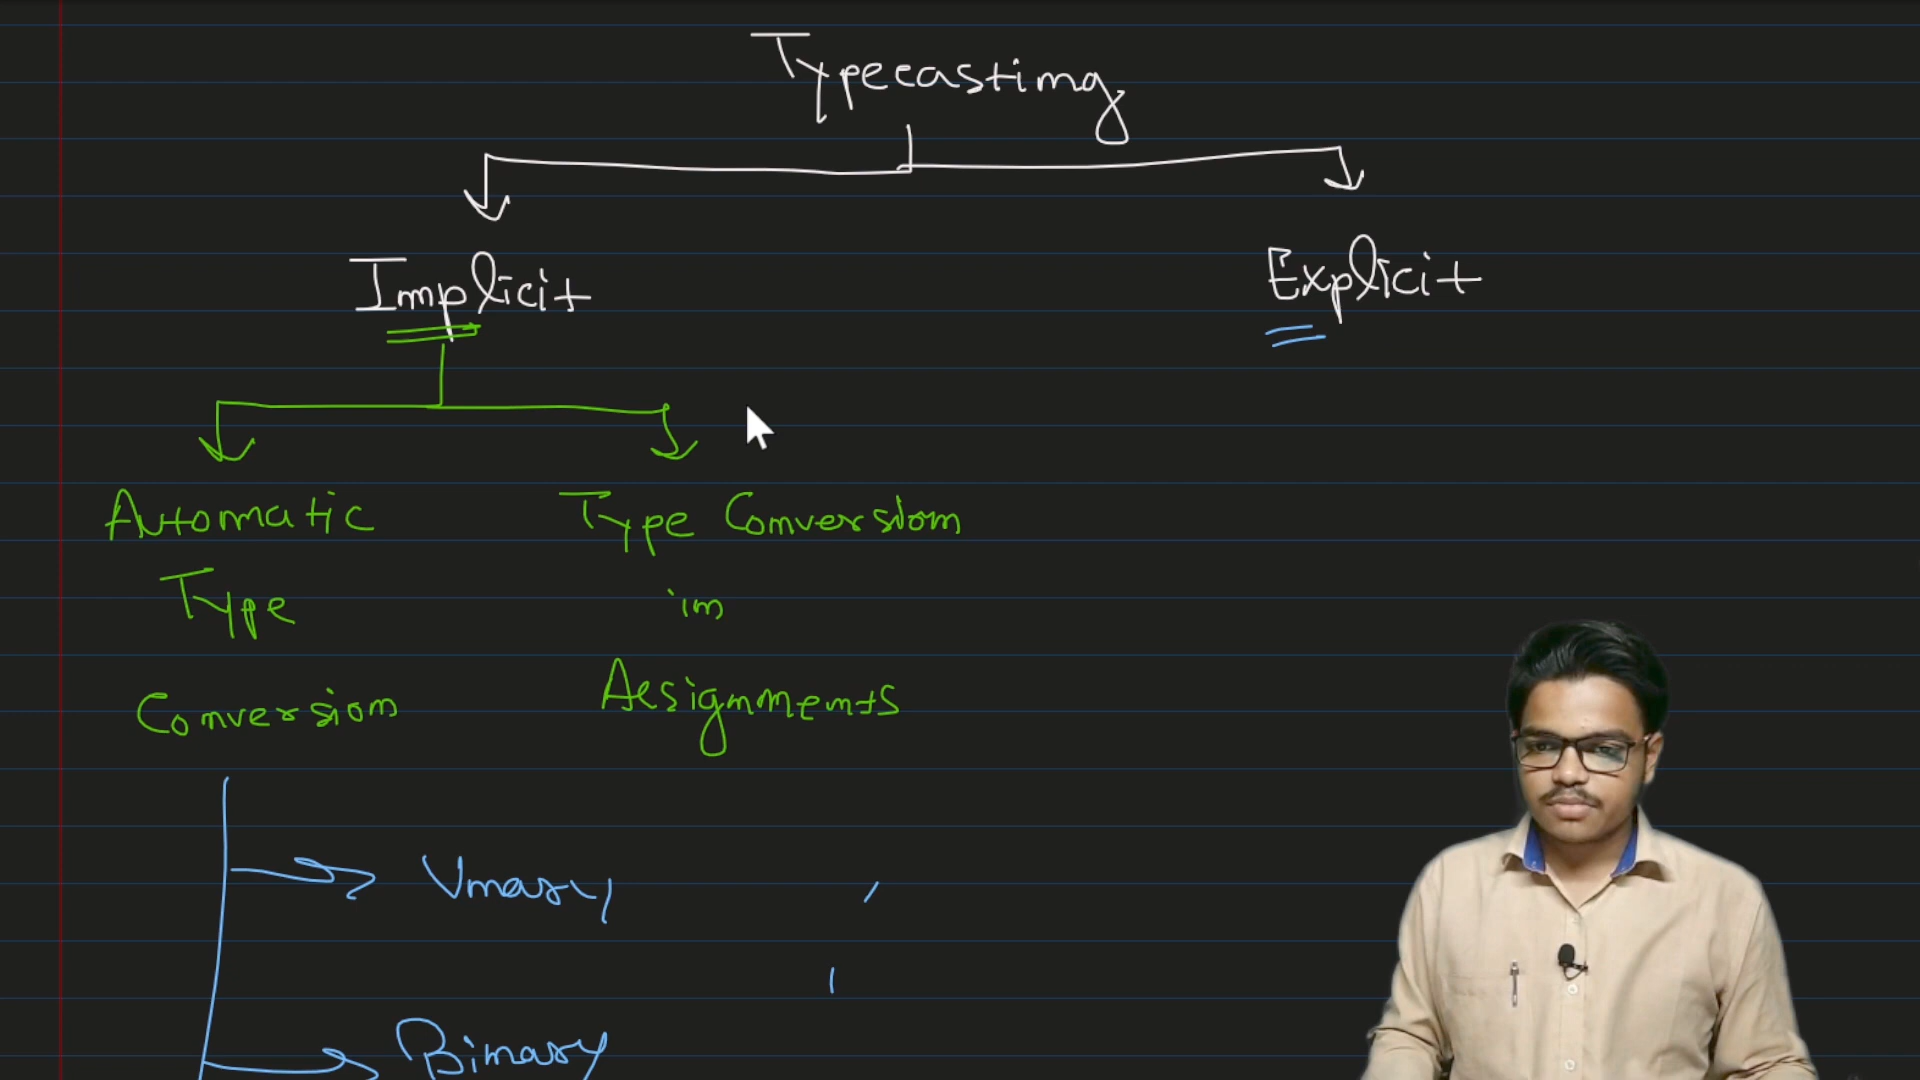 Typecasting
Implicit
Explicit
Automatic
Type
Conversion
Type Conversion
in
Assignments
Unary
Binary